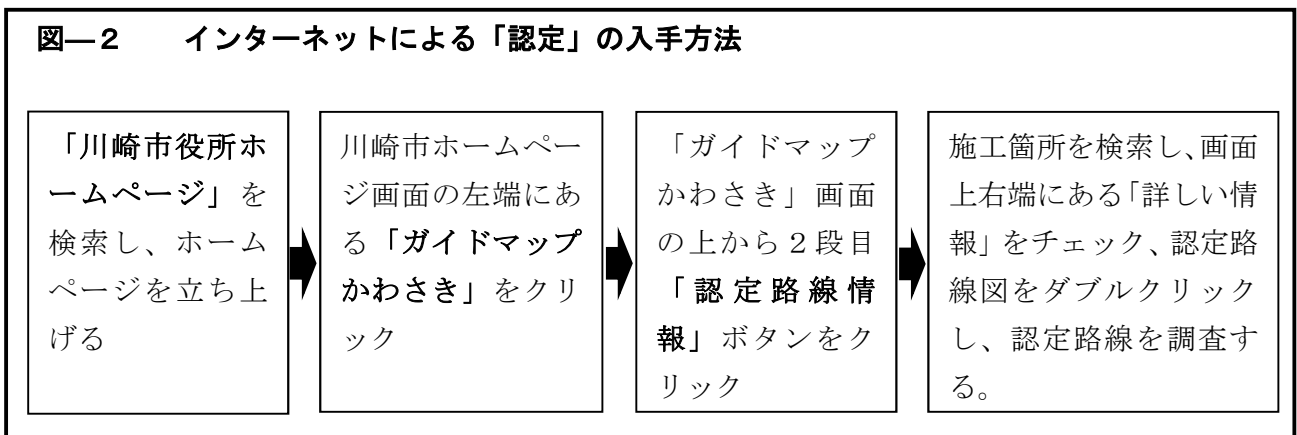 図―２　　インターネットによる「認定」の入手方法
「川崎市役所ホ
ームページ」を
検索し、ホーム
ページを立ち上
げる
川崎市ホームペー
ジ画面の左端にあ
る「ガイドマップ
かわさき」をクリ
ック
「ガイドマップ
かわさき」画面
の上から２段目
「認定路線情
報」ボタンをク
リック
施工箇所を検索し、画面
上右端にある「詳しい情
報」をチェック、認定路
線図をダブルクリック
し、認定路線を調査す
る。